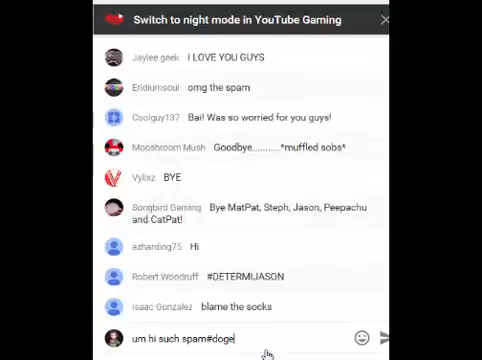 Switch to night mode in YouTube Gaming
Jaylee geek I LOVE YOU GUYS
Eridiumsoul omg the spam
Coolguy137 Bai! Was so worried for you guys!
Mooshroom Mush Goodbye...........*muffled sobs*
Vylixz BYE
Songbird Gaming Bye MatPat, Steph, Jason, Peepachu
and CatPat!
azharding75 Hi
Robert Woodruff #DETERMIJASON
Isaac Gonzalez blame the socks
um hi such spam#doge